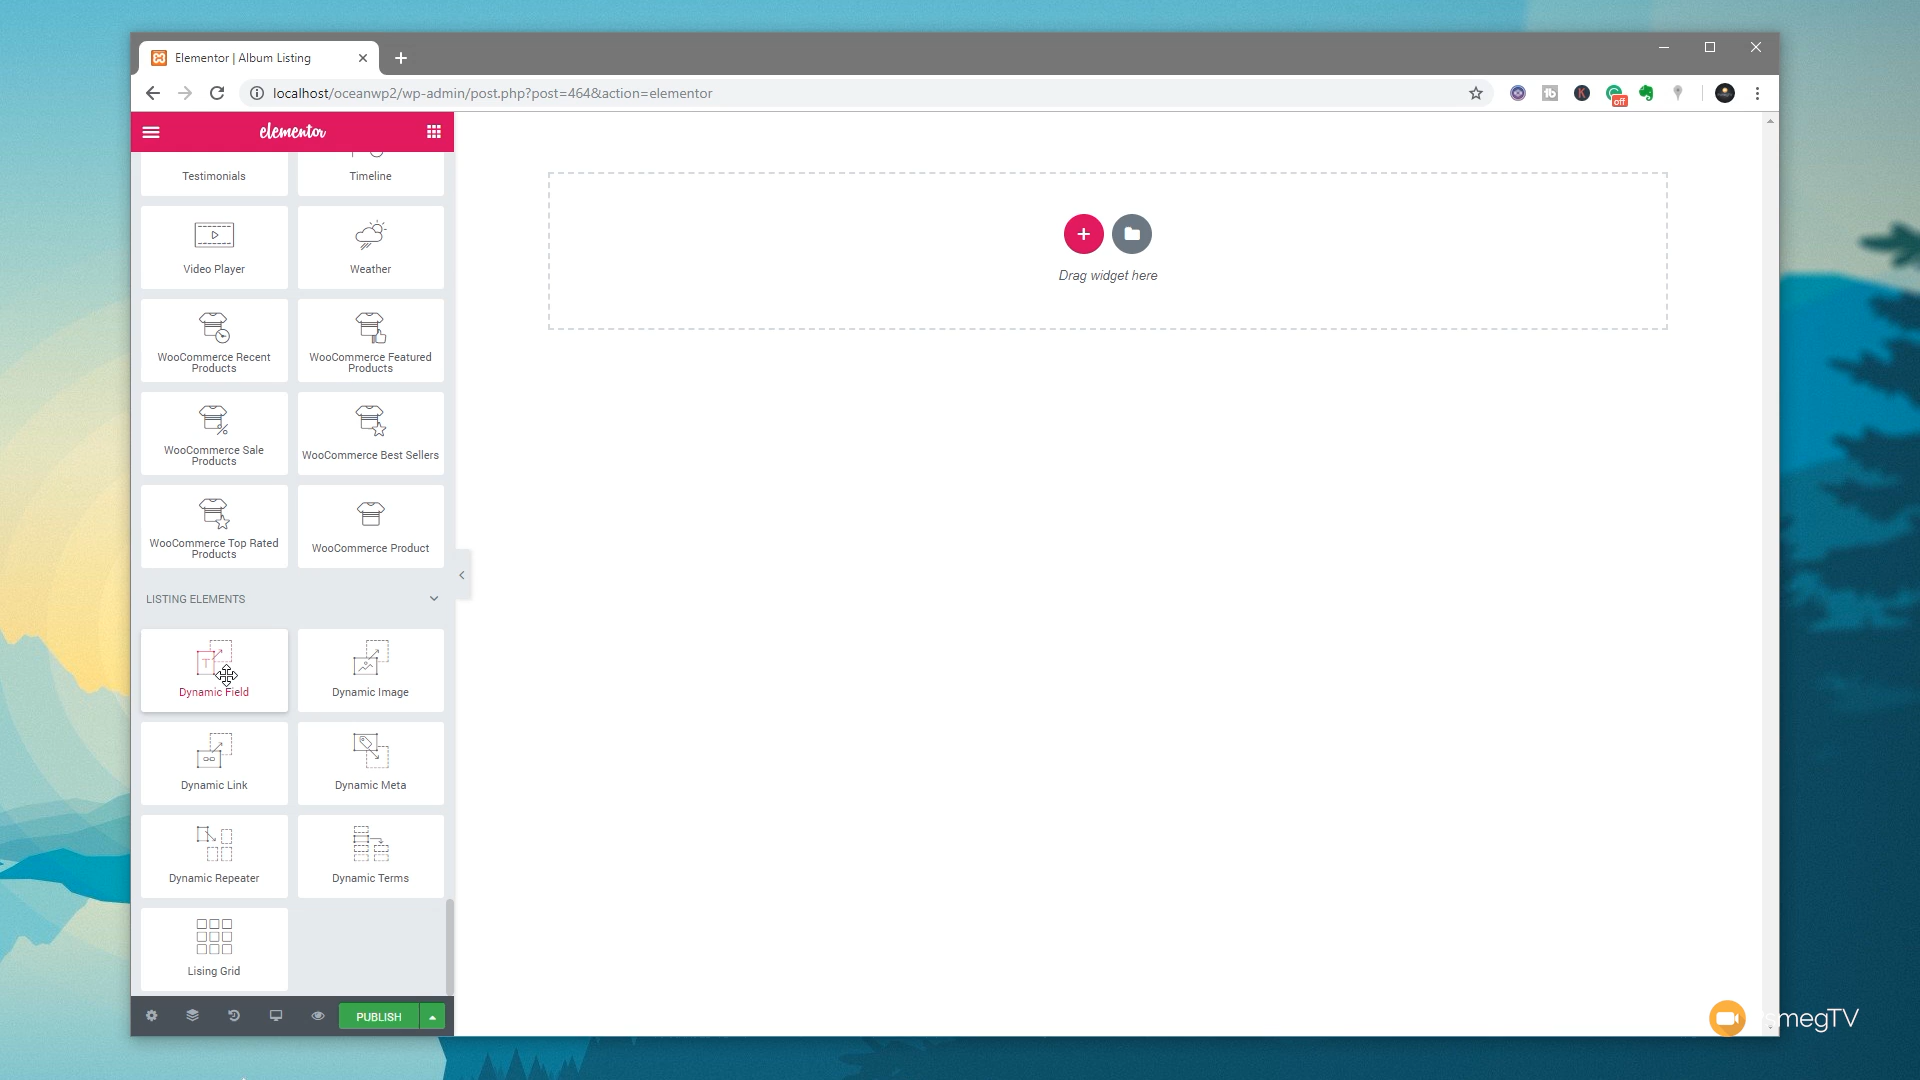 Elementor | Album Listing
localhost/oceanwp2/wp-admin/post.php?post=464&action=elementor
off
elementor
Testimonials
Timeline
Video Player
Weather
WooCommerce Recent
Products
WooCommerce Featured
Products
WooCommerce Sale
Products
WooCommerce Best Sellers
WooCommerce Top Rated
Products
WooCommerce Product
LISTING ELEMENTS
Dynamic Field
Dynamic Image
Dynamic Link
Dynamic Meta
Dynamic Repeater
Dynamic Terms
Lising Grid
PUBLISH
Drag widget here